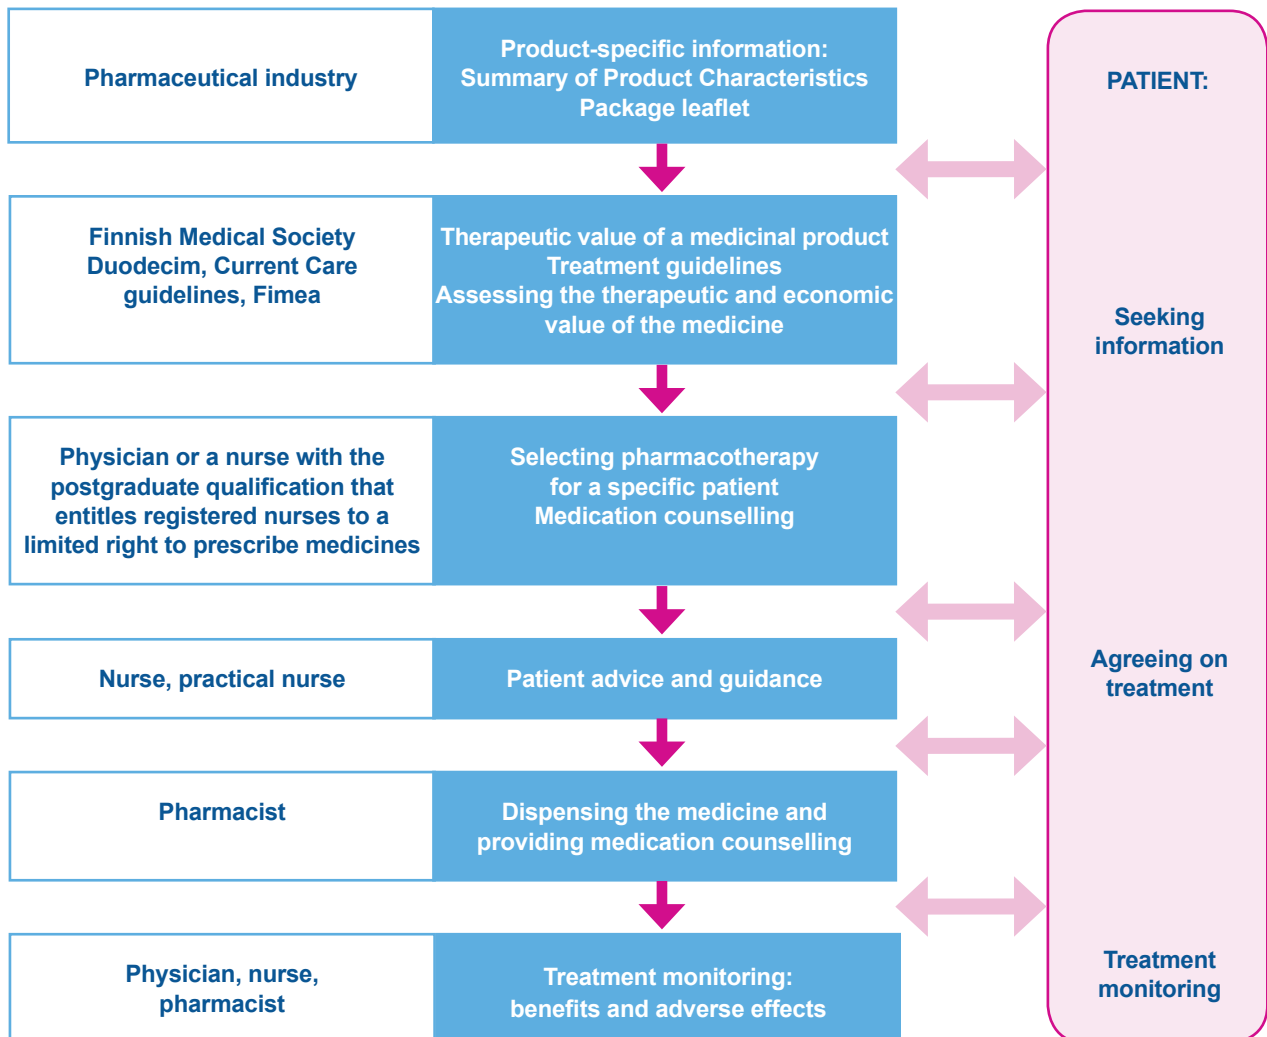 Pharmaceutical industry
Product-specific information:
Summary of Product Characteristics
Package leaflet
Finnish Medical Society
Duodecim, Current Care
guidelines, Fimea
Therapeutic value of a medicinal product
Treatment guidelines
Assessing the therapeutic and economic
value of the medicine
Physician or a nurse with the
postgraduate qualification that
entitles registered nurses to a
limited right to prescribe medicines
Selecting pharmacotherapy
for a specific patient
Medication counselling
Nurse, practical nurse
Patient advice and guidance
Pharmacist
Dispensing the medicine and
providing medication counselling
Physician, nurse,
pharmacist
Treatment monitoring:
benefits and adverse effects
PATIENT:
Seeking
information
Agreeing on
treatment
Treatment
monitoring